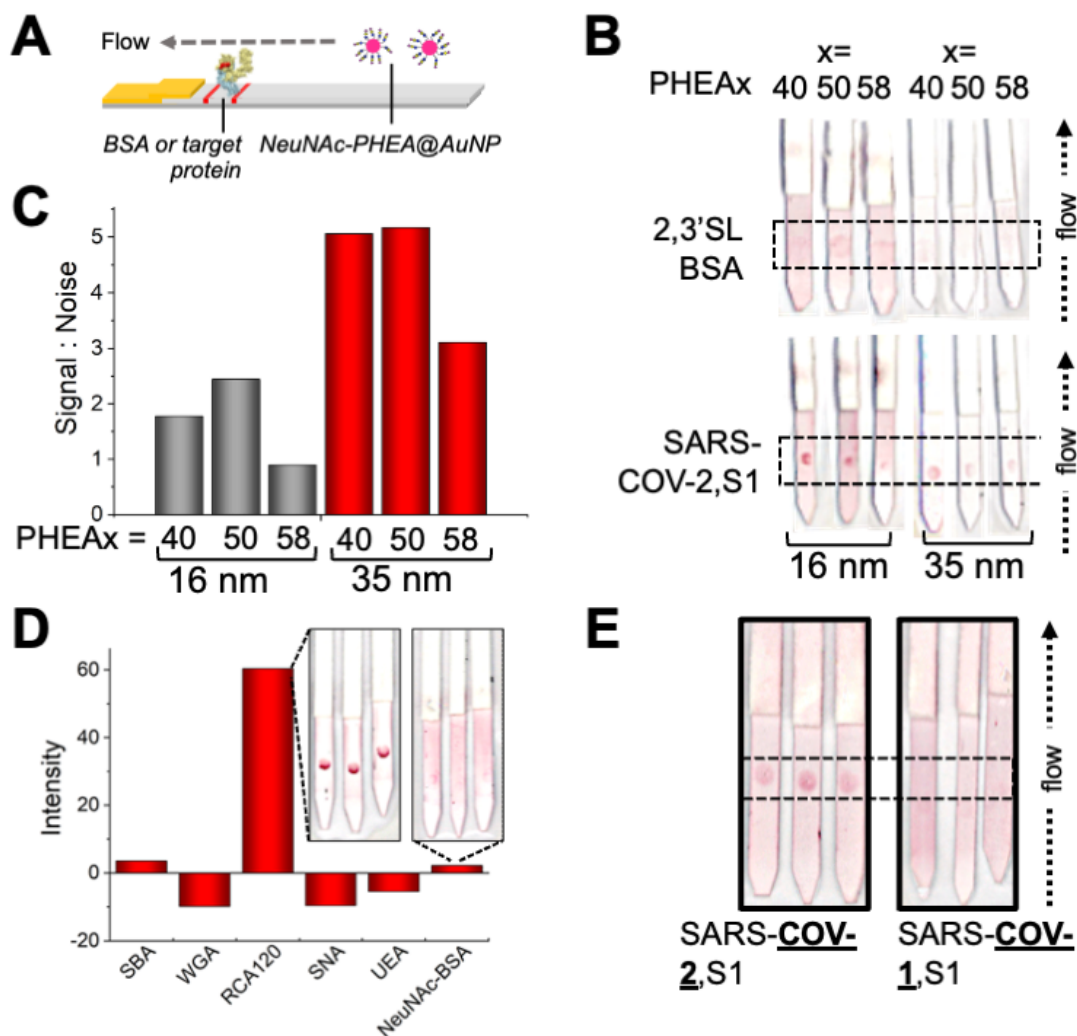 A
Flow
BSA or target
protein
NeuNAc-PHEA@AuNP
B
x= x=
PHEAx 40 50 58 40 50 58
2,3'SL
BSA
flow
SARS-
COV-2,S1
flow
16 nm 35 nm
C
Signal : Noise
5
4
3
2
1
0
PHEAx = 40 50 58 40 50 58
16 nm 35 nm
D
Intensity
60
40
20
0
-20
SBA
WGA
RCA120
SNA
UEA
NeuNAc-BSA
E
flow
SARS-COV-
2,S1
SARS-COV-
1,S1